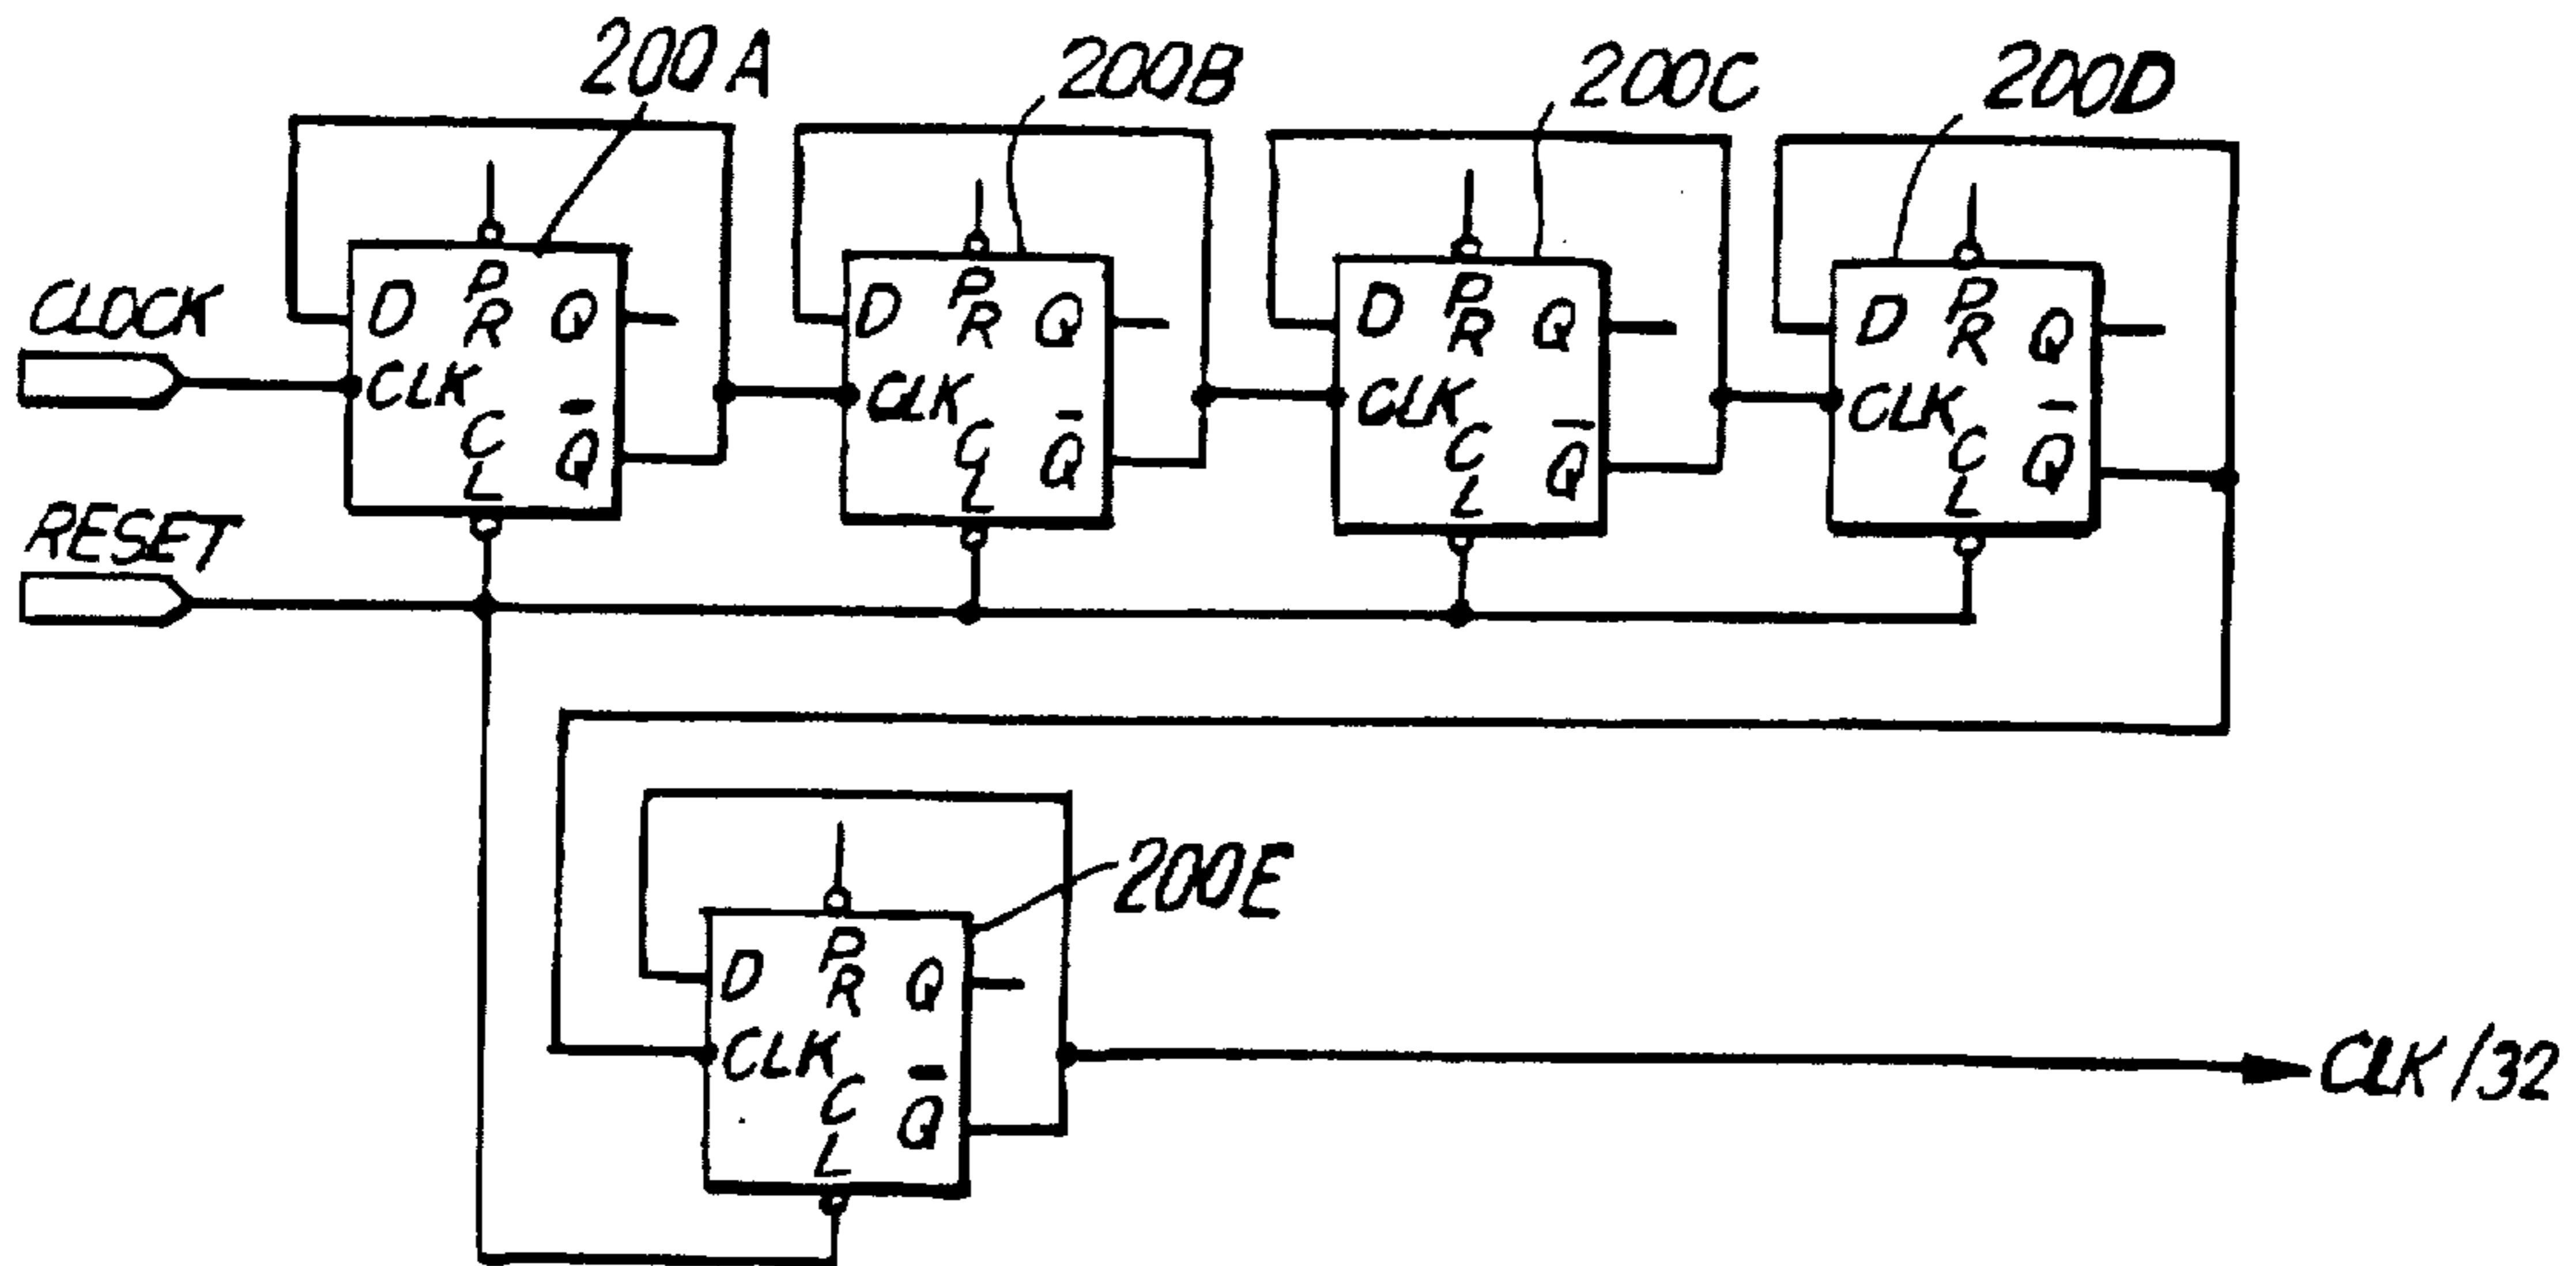 200A
200B
200C
200D
CLOCK
RESET
D PR Q
CLK
CL Q̅
D PR Q
CLK
CL Q̅
D PR Q
CLK
CL Q̅
D PR Q
CLK
CL Q̅
200E
D PR Q
CLK
CL Q̅
CLK/32